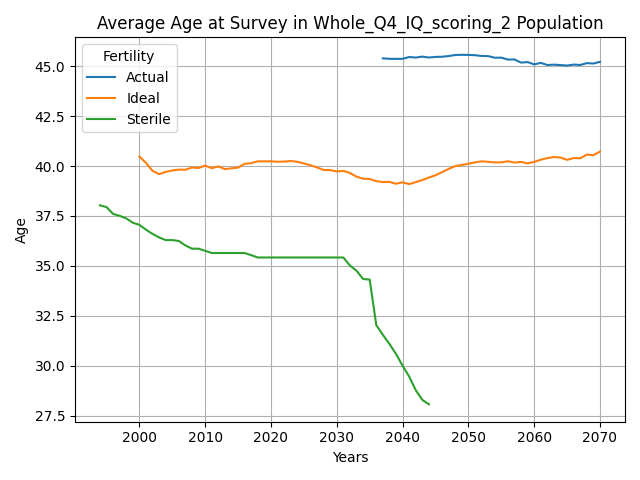 Average Age at Survey in Whole_Q4_IQ_scoring_2 Population
Fertility
Actual
Ideal
Sterile
Age
45.0
42.5
40.0
37.5
35.0
32.5
30.0
27.5
2000 2010 2020 2030 2040 2050 2060 2070
Years